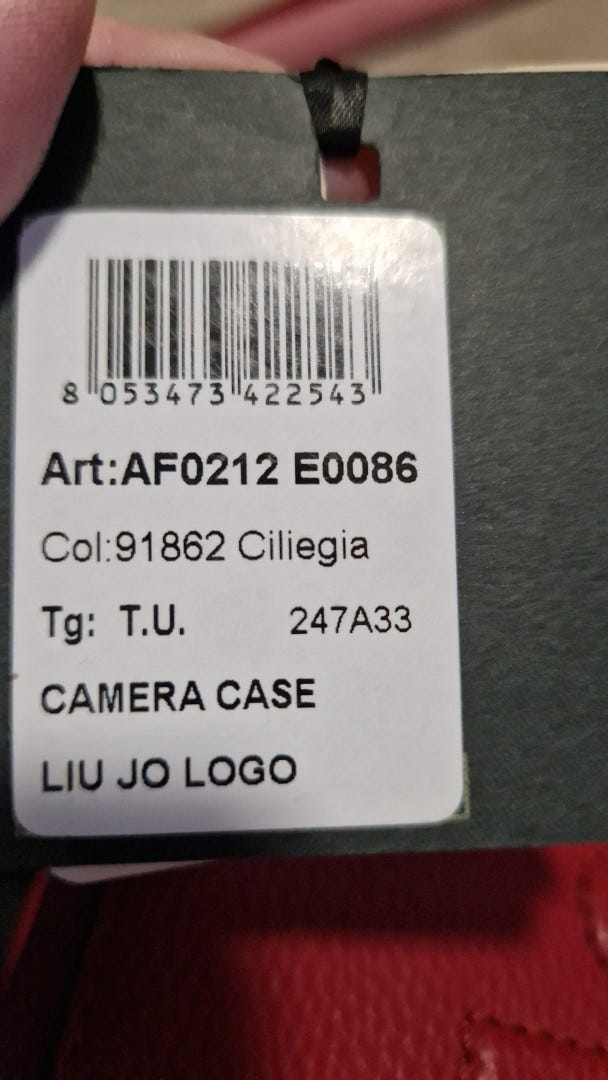 8 053473 422543
Art:AF0212 E0086
Col:91862 Ciliegia
Tg: T.U. 247A33
CAMERA CASE
LIU JO LOGO